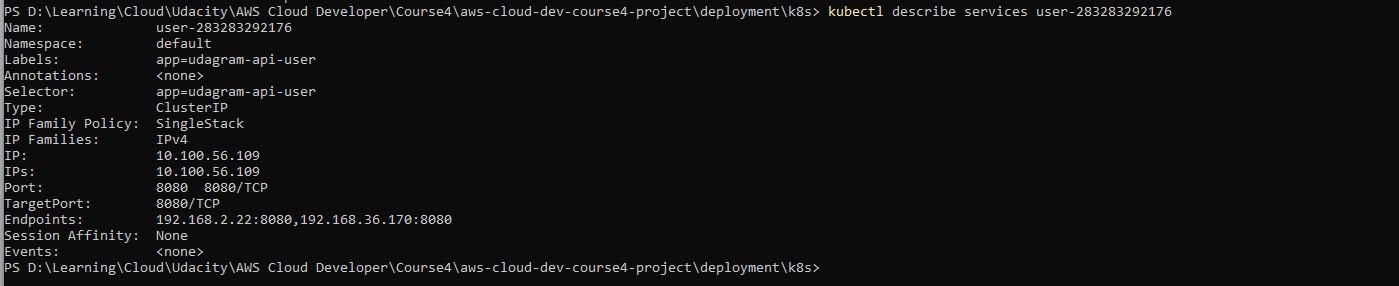 PS D:\Learning\Cloud\Udacity\AWS Cloud Developer\Course4\aws-cloud-dev-course4-project\deployment\k8s> kubectl describe services user-283283292176
Name:              user-283283292176
Namespace:         default
Labels:            app=udagram-api-user
Annotations:       <none>
Selector:          app=udagram-api-user
Type:              ClusterIP
IP Family Policy:  SingleStack
IP Families:       IPv4
IP:                10.100.56.109
IPs:               10.100.56.109
Port:              8080  8080/TCP
TargetPort:        8080/TCP
Endpoints:         192.168.2.22:8080,192.168.36.170:8080
Session Affinity:  None
Events:            <none>
PS D:\Learning\Cloud\Udacity\AWS Cloud Developer\Course4\aws-cloud-dev-course4-project\deployment\k8s>